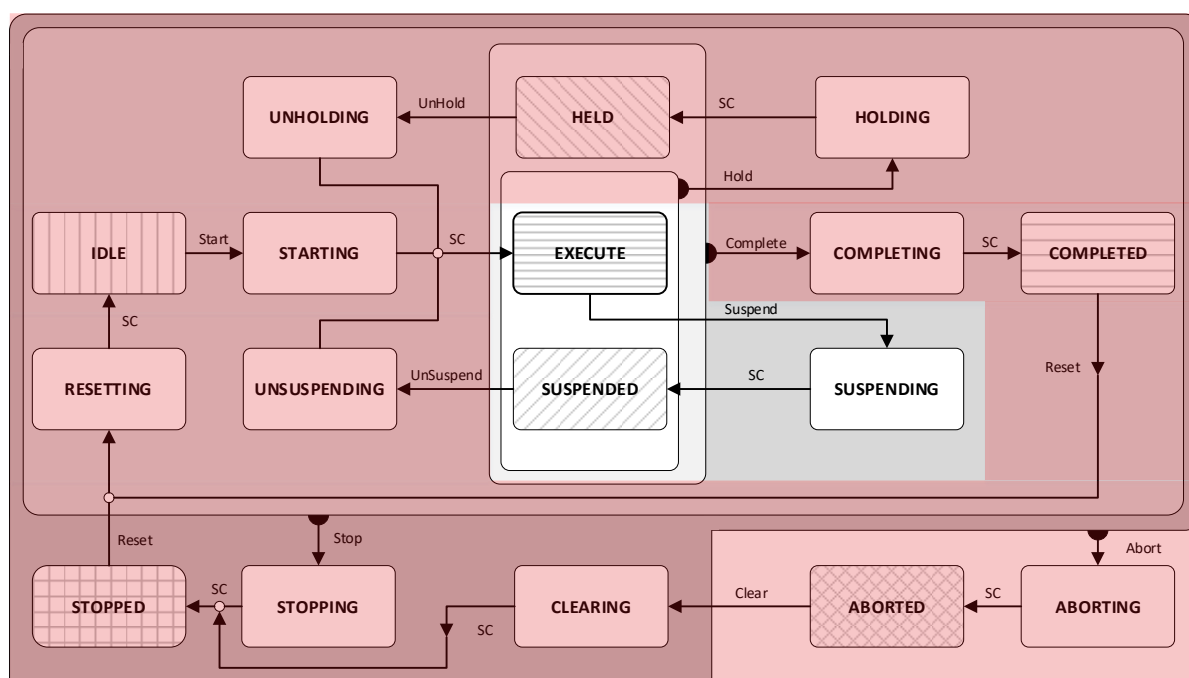 UnHold
SC
UNHOLDING
HELD
HOLDING
Hold
Start
SC
Complete
SC
IDLE
STARTING
EXECUTE
COMPLETING
COMPLETED
SC
Suspend
UnSuspend
SC
Reset
RESETTING
UNSUSPENDING
SUSPENDED
SUSPENDING
Reset
Stop
Abort
SC
Clear
SC
STOPPED
STOPPING
CLEARING
ABORTED
ABORTING
SC